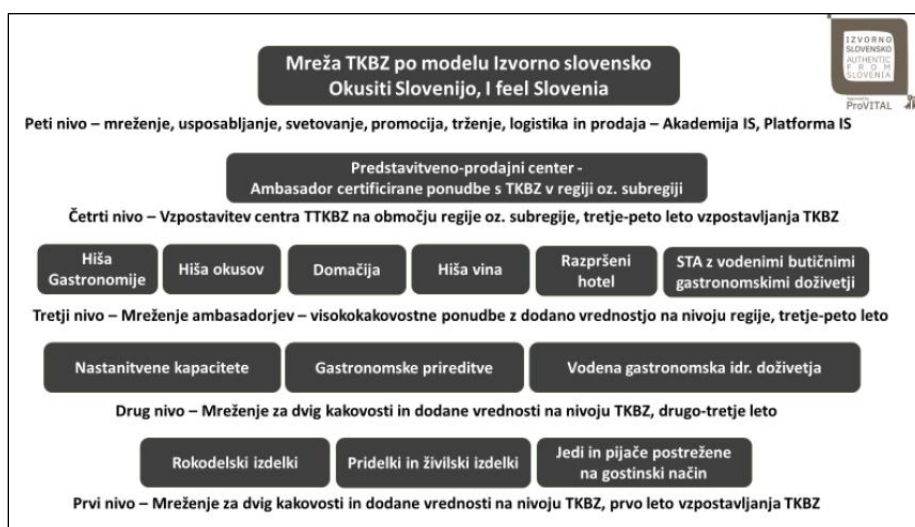 IZVORNO
SLOVENSKO
AUTHENTIC
FROM
SLOVENIA
ProVITAL
Mreža TKBZ po modelu Izvorno slovensko
Okusiti Slovenijo, I feel Slovenia
Peti nivo – mreženje, usposabljanje, svetovanje, promocija, trženje, logistika in prodaja – Akademija IS, Platforma IS
Predstavitveno-prodajni center -
Ambasador certificirane ponudbe s TKBZ v regiji oz. subregiji
Četrti nivo – Vzpostavitev centra TTKBZ na območju regije oz. subregije, tretje-peto leto vzpostavljanja TKBZ
Hiša
Gastronomije
Hiša okusov
Domačija
Hiša vina
Razpršeni
hotel
STA z vodenimi butičnimi
gastronomskimi doživetji
Tretji nivo – Mreženje ambasadorjev – visokokakovostne ponudbe z dodano vrednostjo na nivoju regije, tretje-peto leto
Nastanitvene kapacitete
Gastronomske prireditve
Vodena gastronomska idr. doživetja
Drug nivo – Mreženje za dvig kakovosti in dodane vrednosti na nivoju TKBZ, drugo-tretje leto
Rokodelski izdelki
Pridelki in živilski izdelki
Jedi in pijače postrežene
na gostinski način
Prvi nivo – Mreženje za dvig kakovosti in dodane vrednosti na nivoju TKBZ, prvo leto vzpostavljanja TKBZ